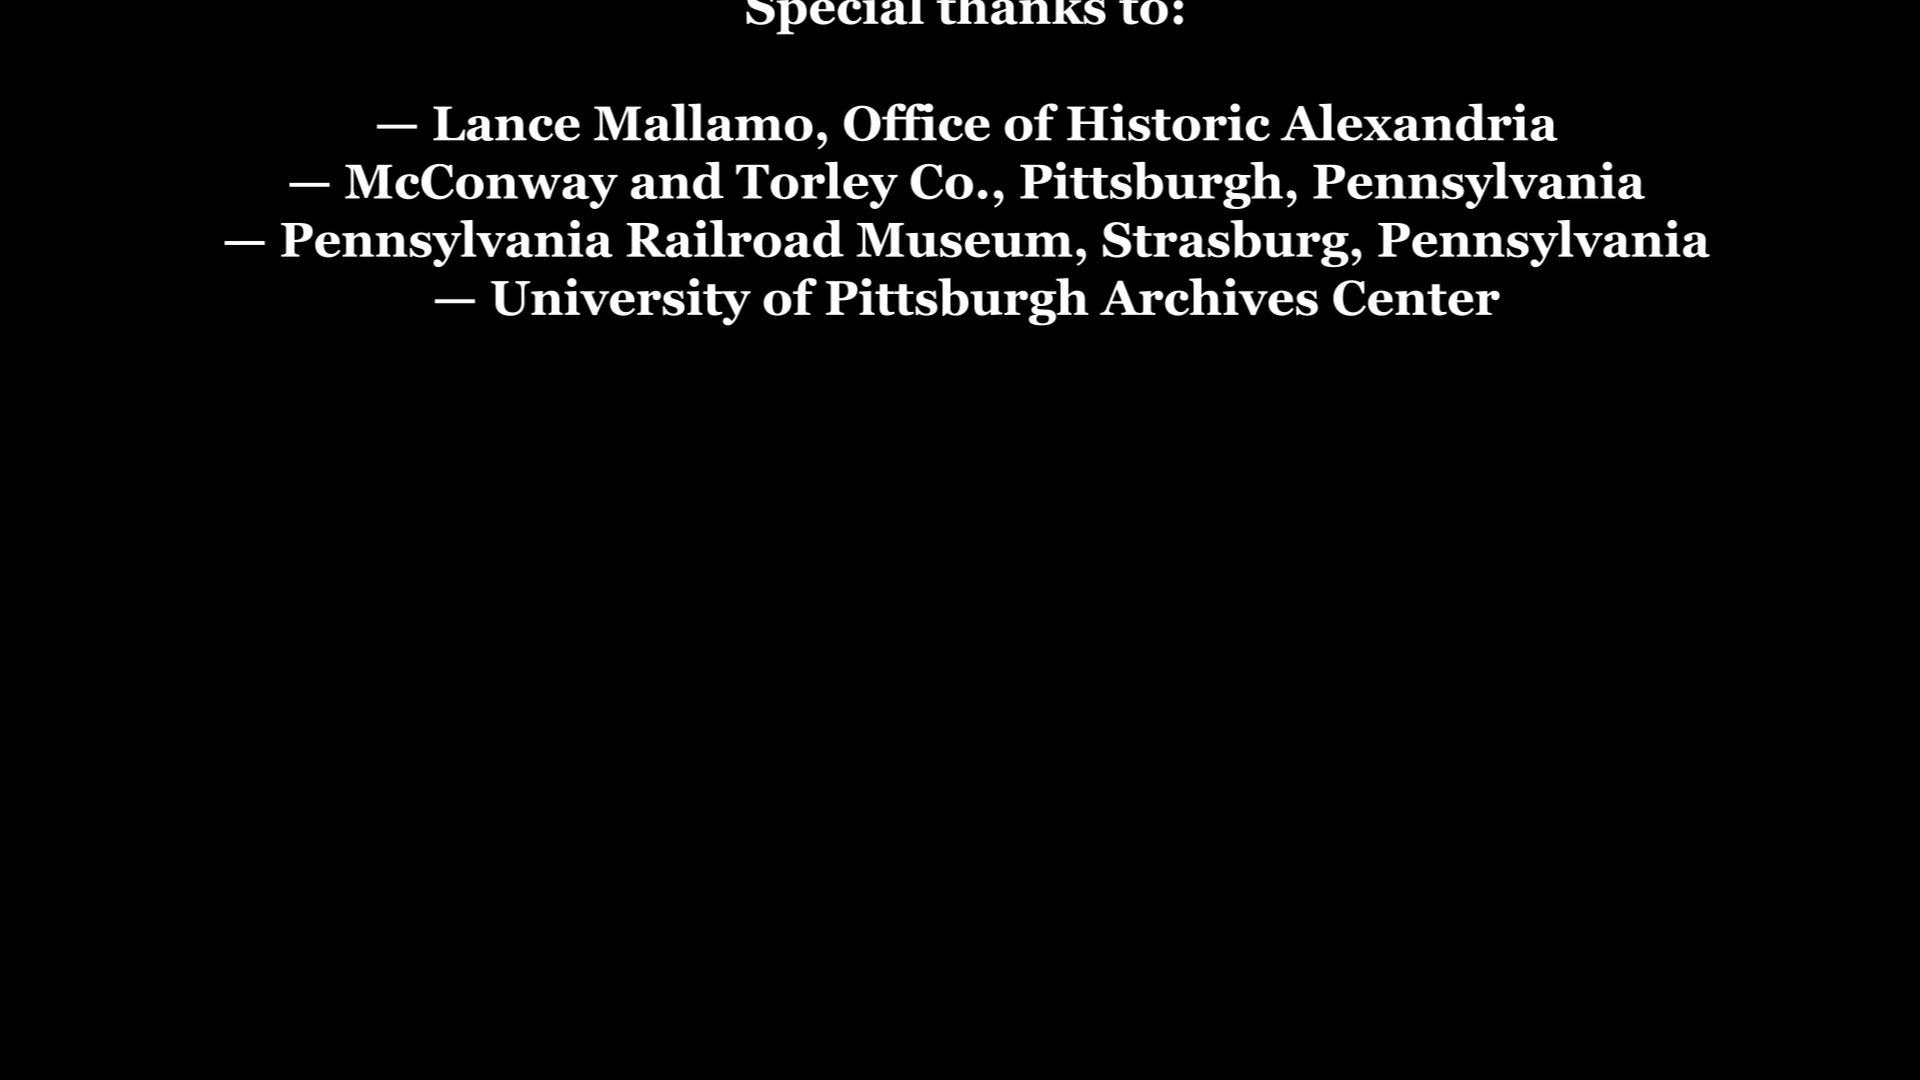 Special thanks to:
— Lance Mallamo, Office of Historic Alexandria
— McConway and Torley Co., Pittsburgh, Pennsylvania
— Pennsylvania Railroad Museum, Strasburg, Pennsylvania
— University of Pittsburgh Archives Center